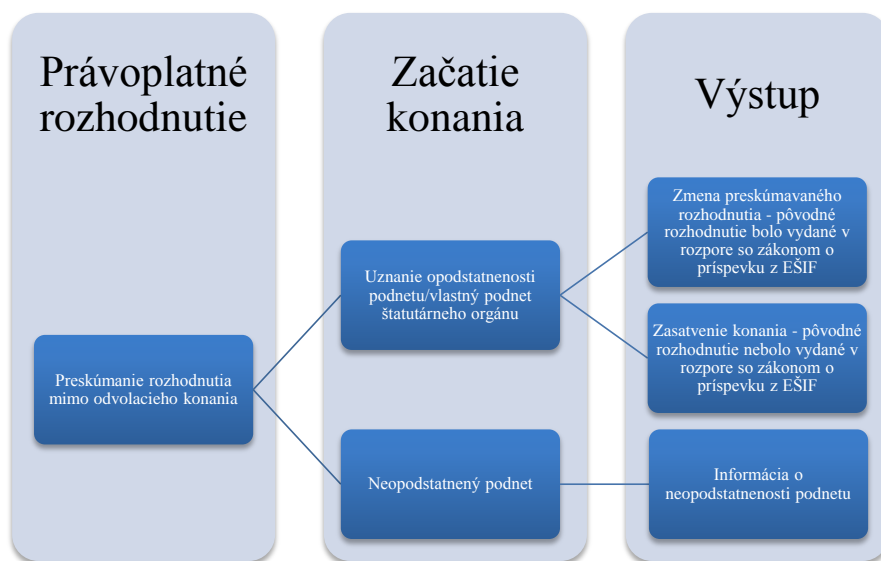 Právoplatné
rozhodnutie
Začatie
konania
Výstup
Preskúmanie rozhodnutia
mimo odvolacieho konania
Uznanie opodstatnenosti
podnetu/vlastný podnet
štatutárneho orgánu
Neopodstatnený podnet
Zmena preskúmavaného
rozhodnutia - pôvodné
rozhodnutie bolo vydané v
rozpore so zákonom o
príspevku z EŠIF
Zasatvenie konania - pôvodné
rozhodnutie nebolo vydané v
rozpore so zákonom o
príspevku z EŠIF
Informácia o
neopodstatnenosti podnetu